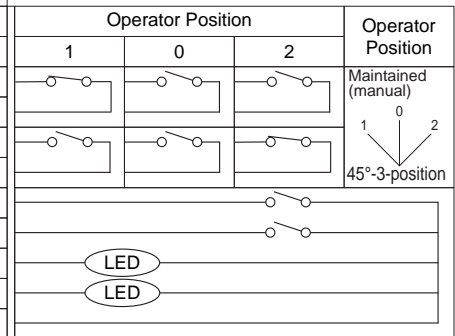 Operator Position
Operator
Position
1
0
2
Maintained
(manual)
0
1
2
45°-3-position
LED
LED